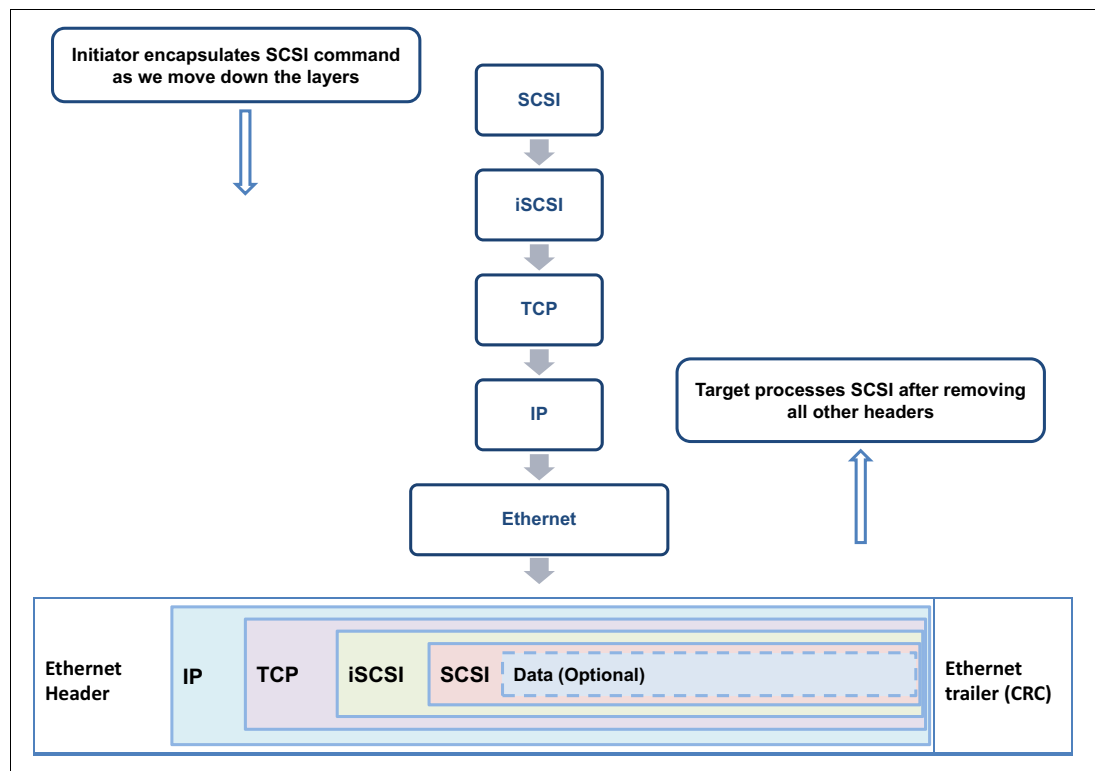 Initiator encapsulates SCSI command
as we move down the layers
SCSI
iSCSI
TCP
IP
Target processes SCSI after removing
all other headers
Ethernet
Ethernet
Header
IP
TCP
iSCSI
SCSI
Data (Optional)
Ethernet
trailer (CRC)